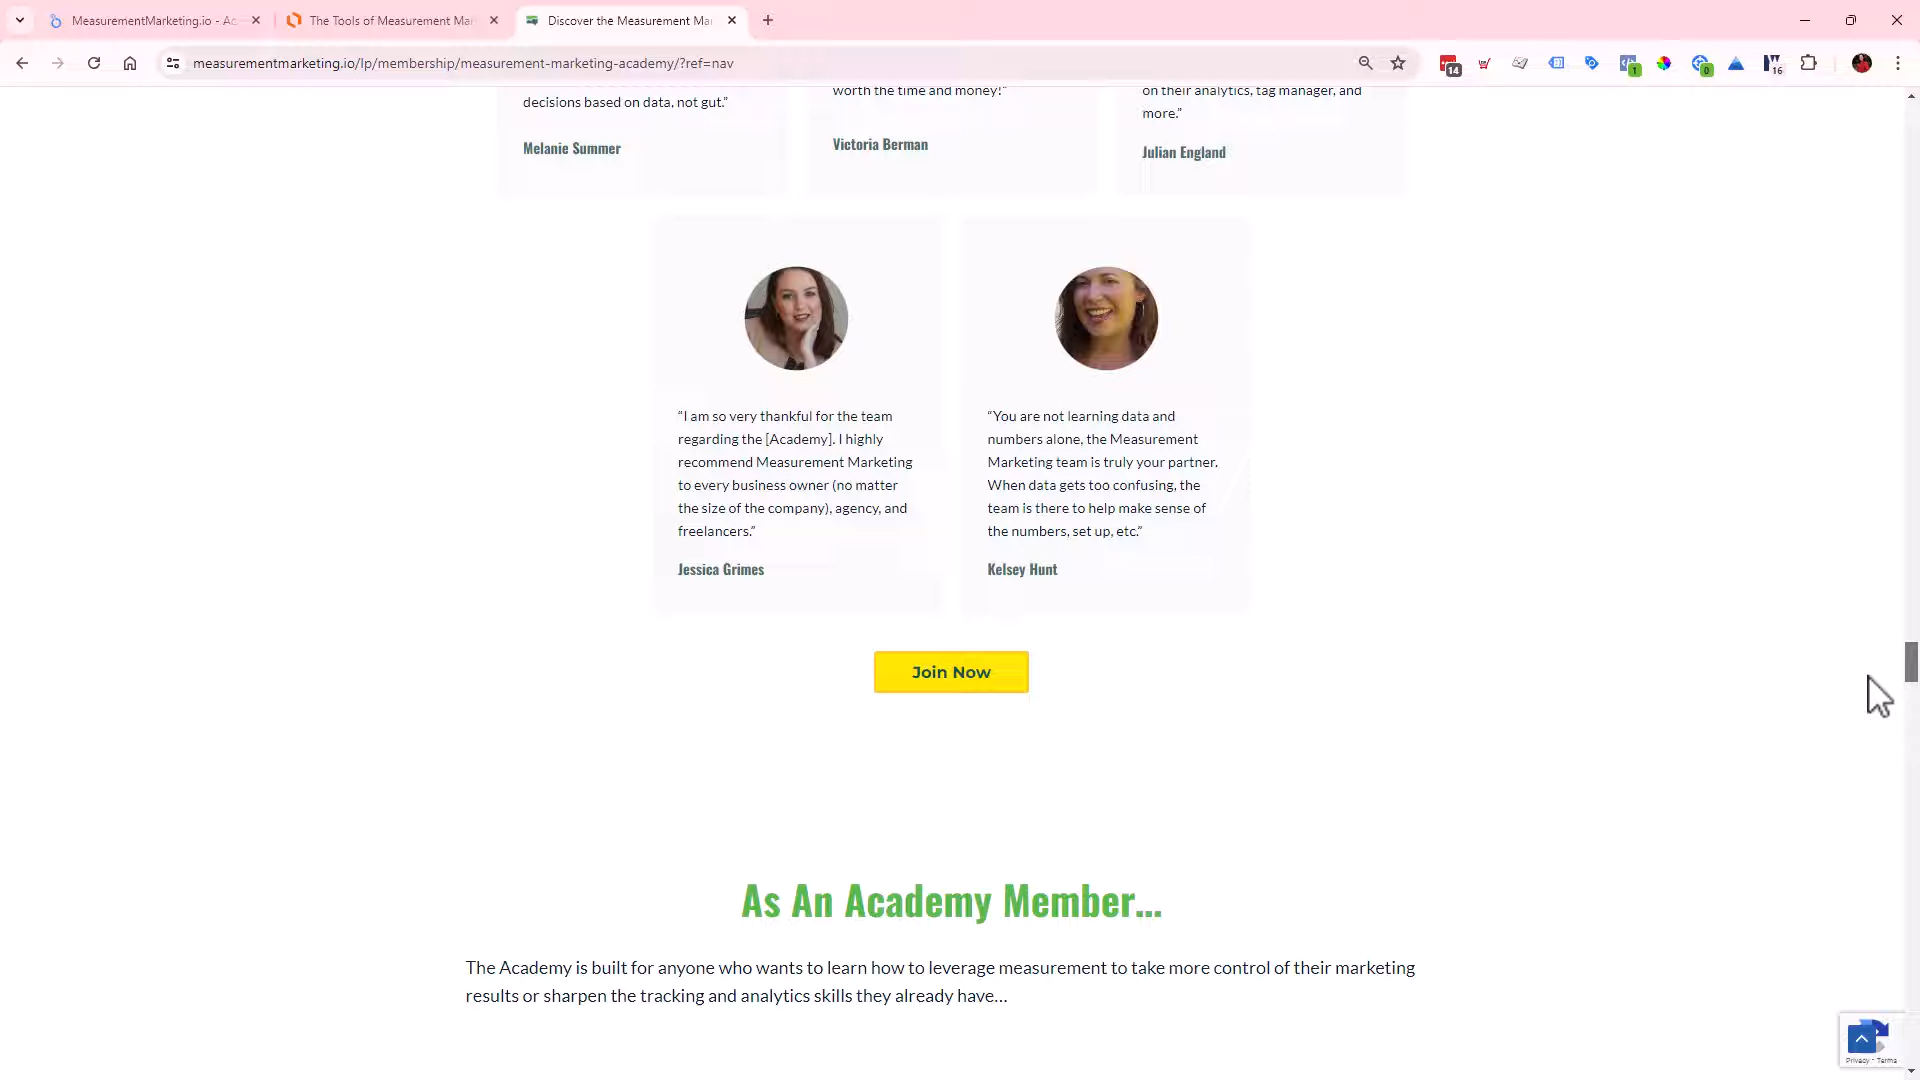 MeasurementMarketing.io - Ac
The Tools of Measurement Mar
Discover the Measurement Ma
measurementmarketing.io/lp/membership/measurement-marketing-academy/?ref=nav
14
1
0
16
decisions based on data, not gut.”
Melanie Summer
worth the time and money!”
Victoria Berman
on their analytics, tag manager, and
more.”
Julian England
“I am so very thankful for the team
regarding the [Academy]. I highly
recommend Measurement Marketing
to every business owner (no matter
the size of the company), agency, and
freelancers.”
Jessica Grimes
“You are not learning data and
numbers alone, the Measurement
Marketing team is truly your partner.
When data gets too confusing, the
team is there to help make sense of
the numbers, set up, etc.”
Kelsey Hunt
Join Now
As An Academy Member...
The Academy is built for anyone who wants to learn how to leverage measurement to take more control of their marketing
results or sharpen the tracking and analytics skills they already have…
Privacy - Terms